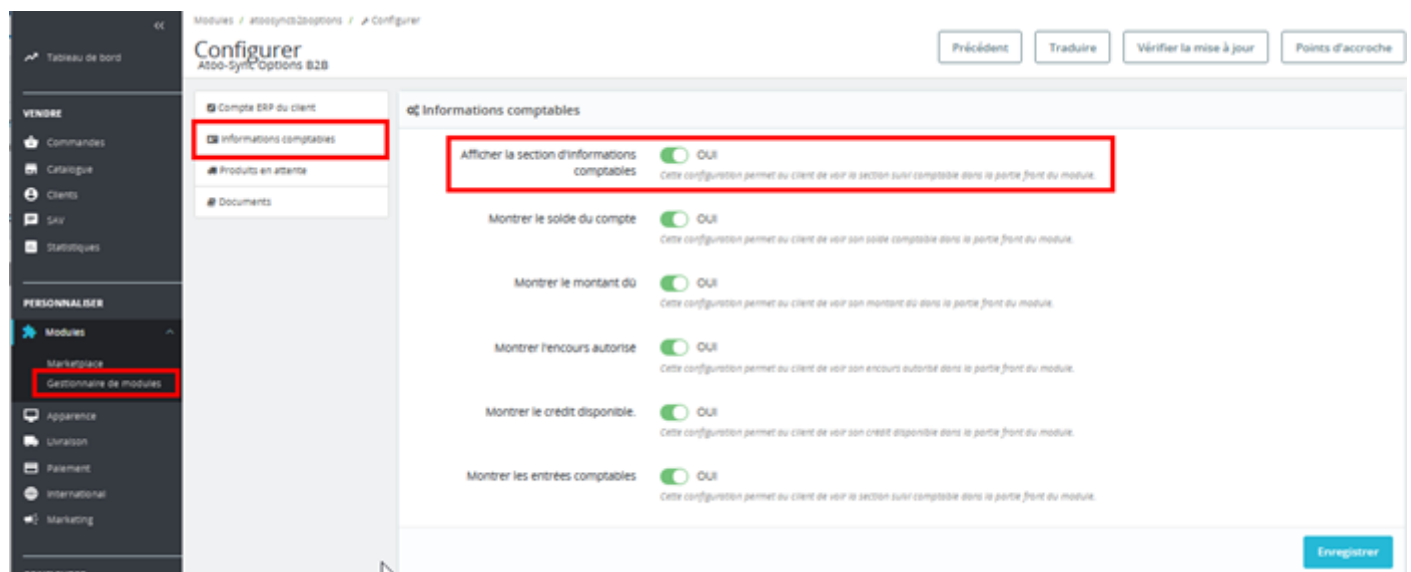 Modules / atoosyncb2boptions / Configurer
Configurer
Atoo-Sync Options B2B
Précédent
Traduire
Vérifier la mise à jour
Points d'accroche
«
Tableau de bord
VENDRE
Commandes
Catalogue
Clients
SAV
Statistiques
PERSONNALISER
Modules
Marketplace
Gestionnaire de modules
Apparence
Livraison
Paiement
International
Marketing
Compte ERP du client
Informations comptables
Produits en attente
Documents
Informations comptables
Afficher la section d'informations
comptables
OUI
Cette configuration permet au client de voir la section suivi comptable dans la partie front du module.
Montrer le solde du compte
OUI
Cette configuration permet au client de voir son solde comptable dans la partie front du module.
Montrer le montant dû
OUI
Cette configuration permet au client de voir son montant dû dans la partie front du module.
Montrer l'encours autorisé
OUI
Cette configuration permet au client de voir son encours autorisé dans la partie front du module.
Montrer le crédit disponible.
OUI
Cette configuration permet au client de voir son crédit disponible dans la partie front du module.
Montrer les entrées comptables
OUI
Cette configuration permet au client de voir la section suivi comptable dans la partie front du module.
Enregistrer